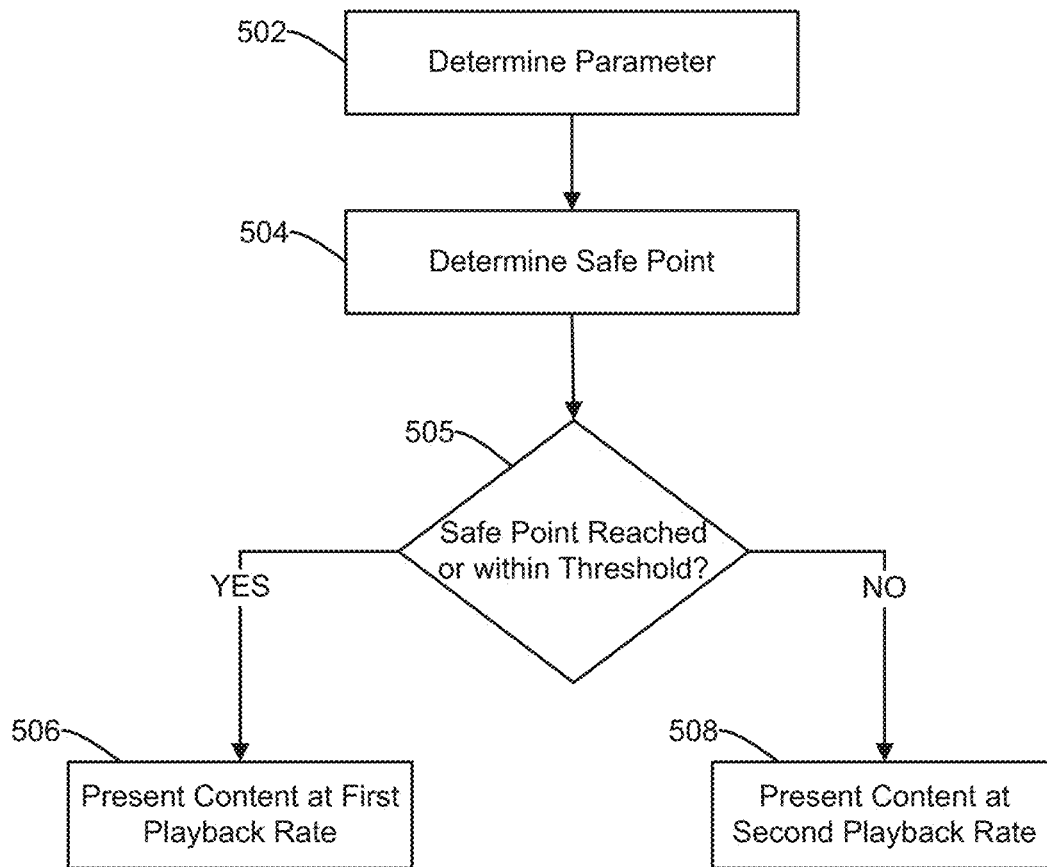 502
Determine Parameter
504
Determine Safe Point
505
Safe Point Reached
or within Threshold?
YES
NO
506
Present Content at First
Playback Rate
508
Present Content at
Second Playback Rate